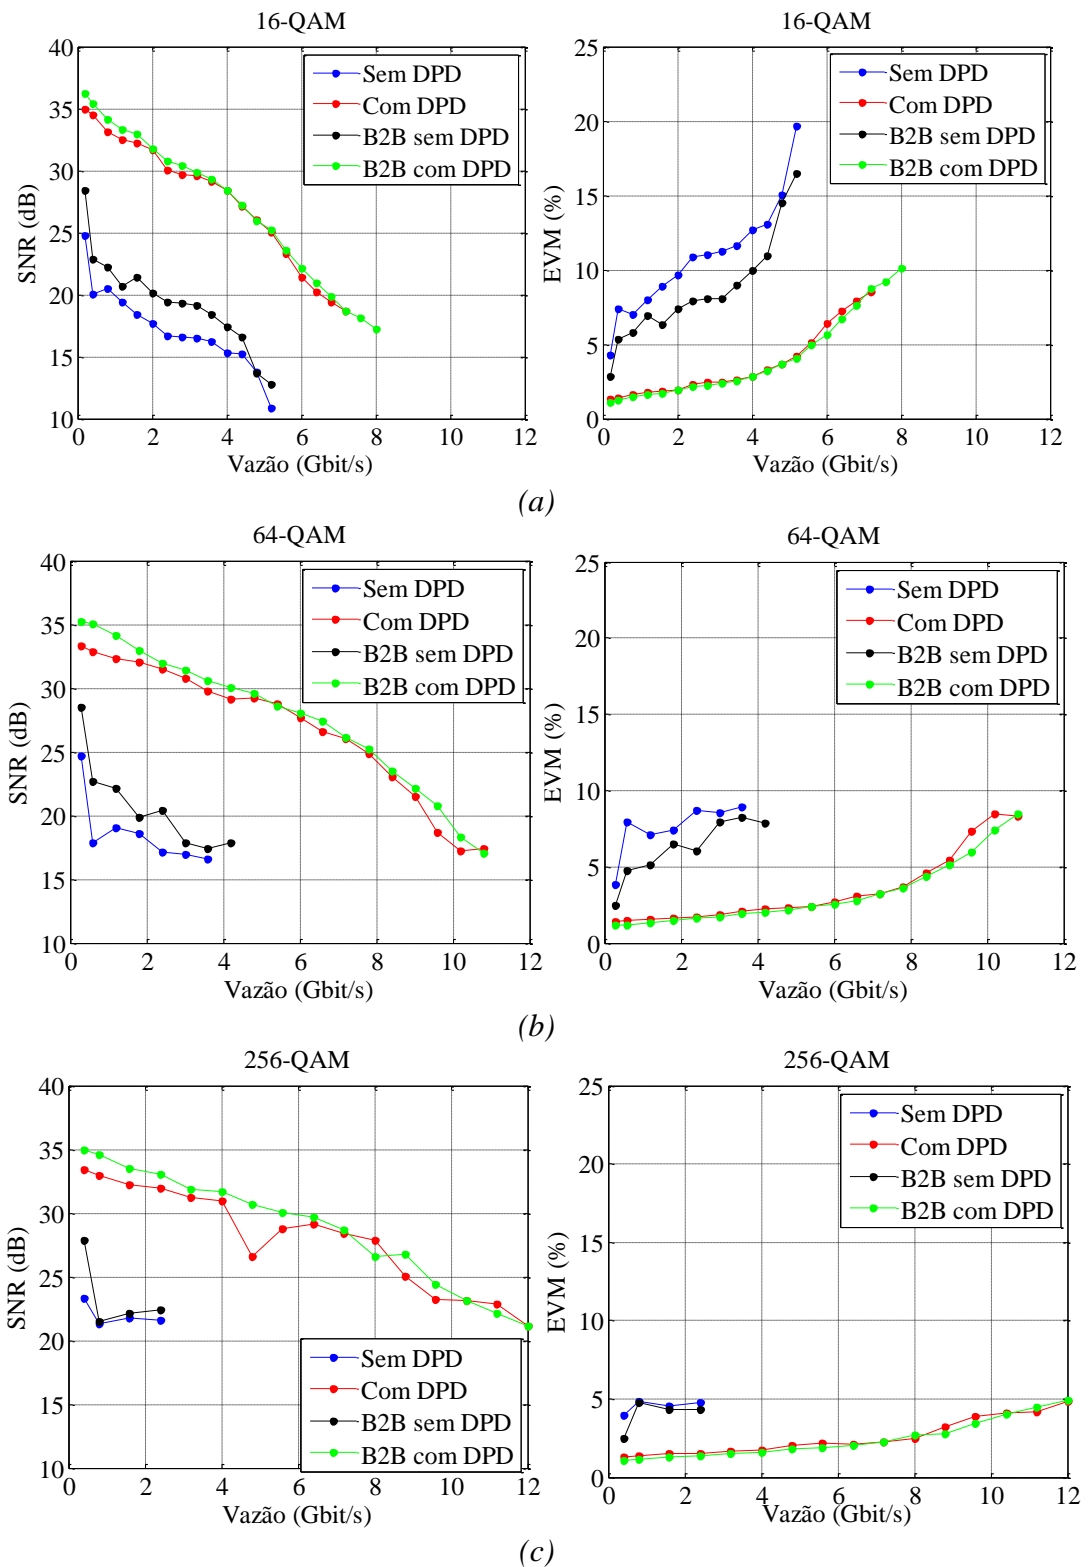 16-QAM
40
35
30
25
20
15
10
SNR (dB)
0 2 4 6 8 10 12
Vazão (Gbit/s)
Sem DPD
Com DPD
B2B sem DPD
B2B com DPD
16-QAM
25
20
15
10
5
0
EVM (%)
0 2 4 6 8 10 12
Vazão (Gbit/s)
Sem DPD
Com DPD
B2B sem DPD
B2B com DPD
(a)
64-QAM
40
35
30
25
20
15
10
SNR (dB)
0 2 4 6 8 10 12
Vazão (Gbit/s)
Sem DPD
Com DPD
B2B sem DPD
B2B com DPD
64-QAM
25
20
15
10
5
0
EVM (%)
0 2 4 6 8 10 12
Vazão (Gbit/s)
Sem DPD
Com DPD
B2B sem DPD
B2B com DPD
(b)
256-QAM
40
35
30
25
20
15
10
SNR (dB)
0 2 4 6 8 10 12
Vazão (Gbit/s)
Sem DPD
Com DPD
B2B sem DPD
B2B com DPD
256-QAM
25
20
15
10
5
0
EVM (%)
0 2 4 6 8 10 12
Vazão (Gbit/s)
Sem DPD
Com DPD
B2B sem DPD
B2B com DPD
(c)